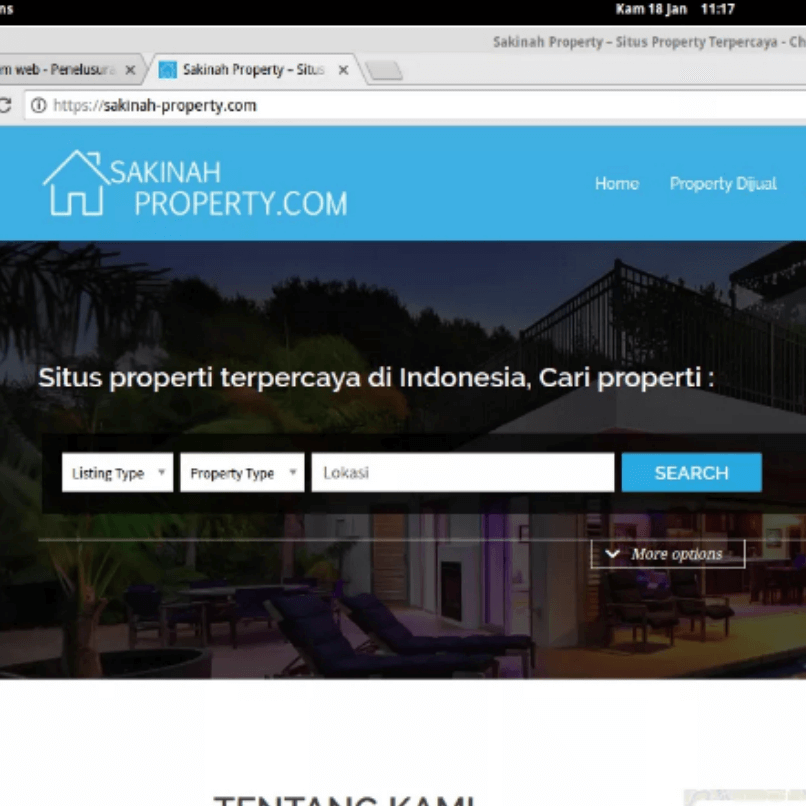 Kam 18 Jan 11:17
Sakinah Property – Situs Property Terpercaya - Ch
m web - Penelusura
Sakinah Property – Situs
https://sakinah-property.com
SAKINAH
PROPERTY.COM
Home Property Dijual
Situs properti terpercaya di Indonesia, Cari properti :
Listing Type Property Type Lokasi SEARCH
More options
TENTANG KAMI